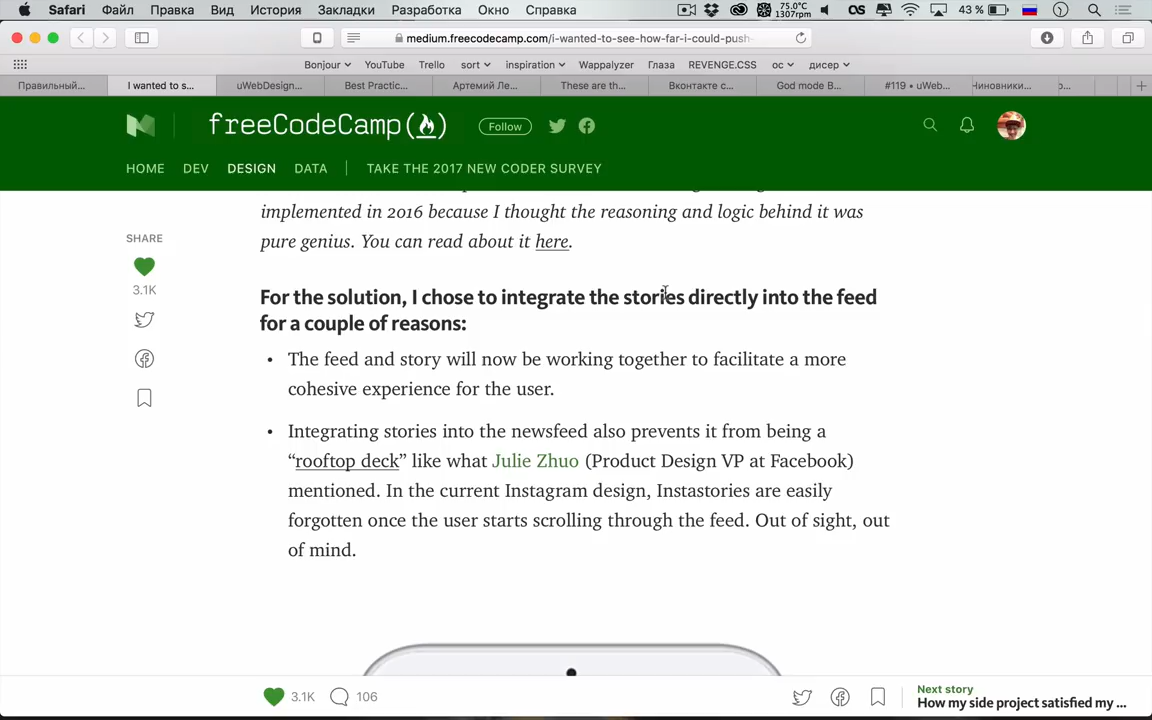 Safari Файл Правка Вид История Закладки Разработка Окно Справка 75.0°C 1307rpm 43 %
medium.freecodecamp.com/i-wanted-to-see-how-far-i-could-push-
Bonjour YouTube Trello sort inspiration Wappalyzer Глаза REVENGE.CSS ос дисер
Правильный... I wanted to s... uWebDesign... Best Practic... Артемий Ле... These are th... Вконтакте с... God mode B... #119 • uWeb... Чиновники...
freeCodeCamp Follow
HOME DEV DESIGN DATA TAKE THE 2017 NEW CODER SURVEY
implemented in 2016 because I thought the reasoning and logic behind it was
pure genius. You can read about it here.
SHARE
3.1K
For the solution, I chose to integrate the stories directly into the feed
for a couple of reasons:
• The feed and story will now be working together to facilitate a more
cohesive experience for the user.
• Integrating stories into the newsfeed also prevents it from being a
“rooftop deck” like what Julie Zhuo (Product Design VP at Facebook)
mentioned. In the current Instagram design, Instastories are easily
forgotten once the user starts scrolling through the feed. Out of sight, out
of mind.
3.1K 106
Next story
How my side project satisfied my ...